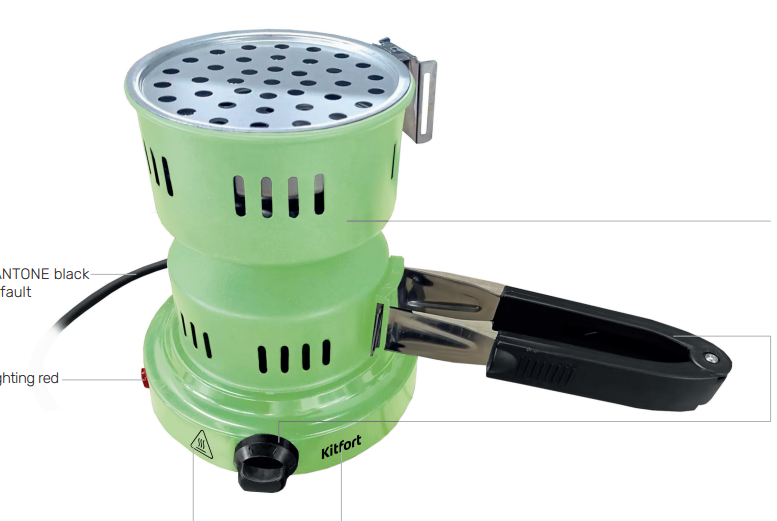 ANTONE black
fault
ghting red
Kitfort